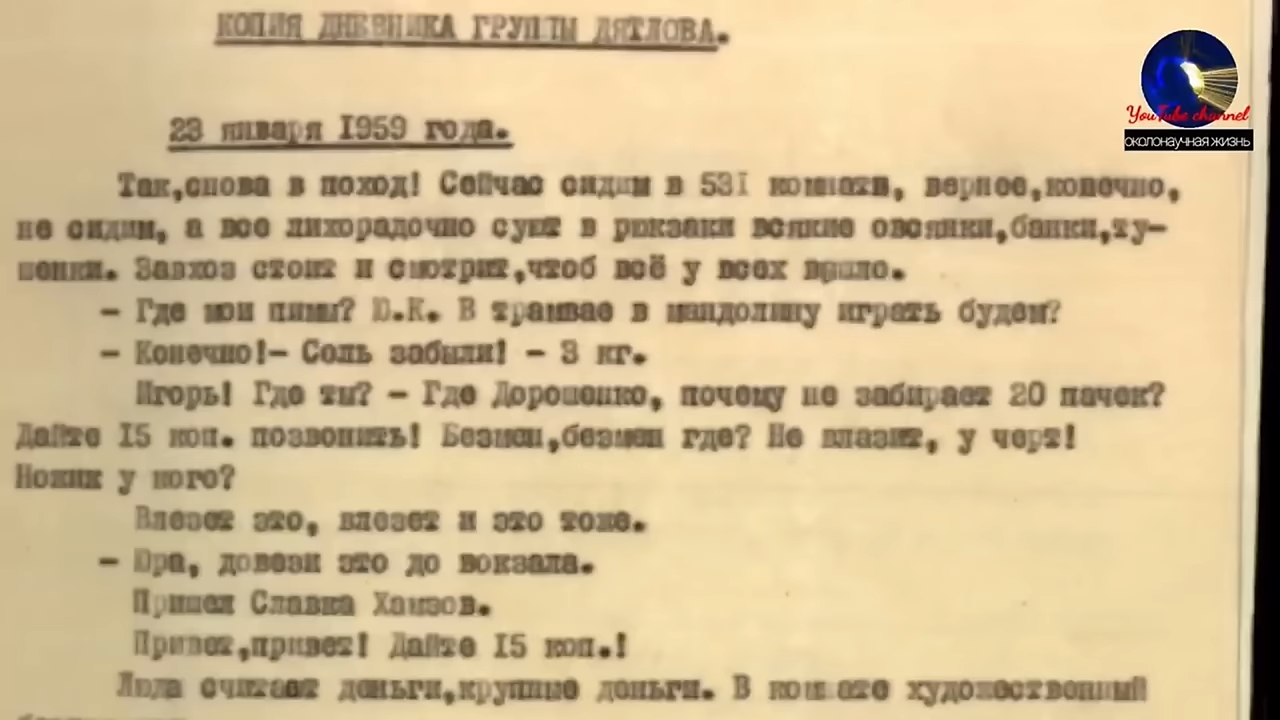 КОПИЯ ДНЕВНИКА ГРУППЫ ДЯТЛОВА.
YouTube channel
околонаучная жизнь
23 января 1959 года.
Так,снова в поход! Сейчас сидим в 531 комнате, вернее,конечно,
не сидим, а все лихорадочно суют в рюкзаки всякие овсянки,банки,ту-
шенки. Завхоз стоит и смотрит,чтоб всё у всех вошло.
- Где мои пимы? Ю.К. В трамвае в мандолину играть будем?
- Конечно!- Соль забыли! - 3 кг.
Игорь! Где ты? - Где Дорошенко, почему не забирает 20 пачек?
Дайте 15 коп. позвонить! Безмен,безмен где? Не влазит, у черт!
Ножик у кого?
Влезет это, влезет и это тоже.
- Юра, довези это до вокзала.
Пришел Славка Хализов.
Привет,привет! Дайте 15 коп.!
Люда считает деньги,крупные деньги. В комнате художественный